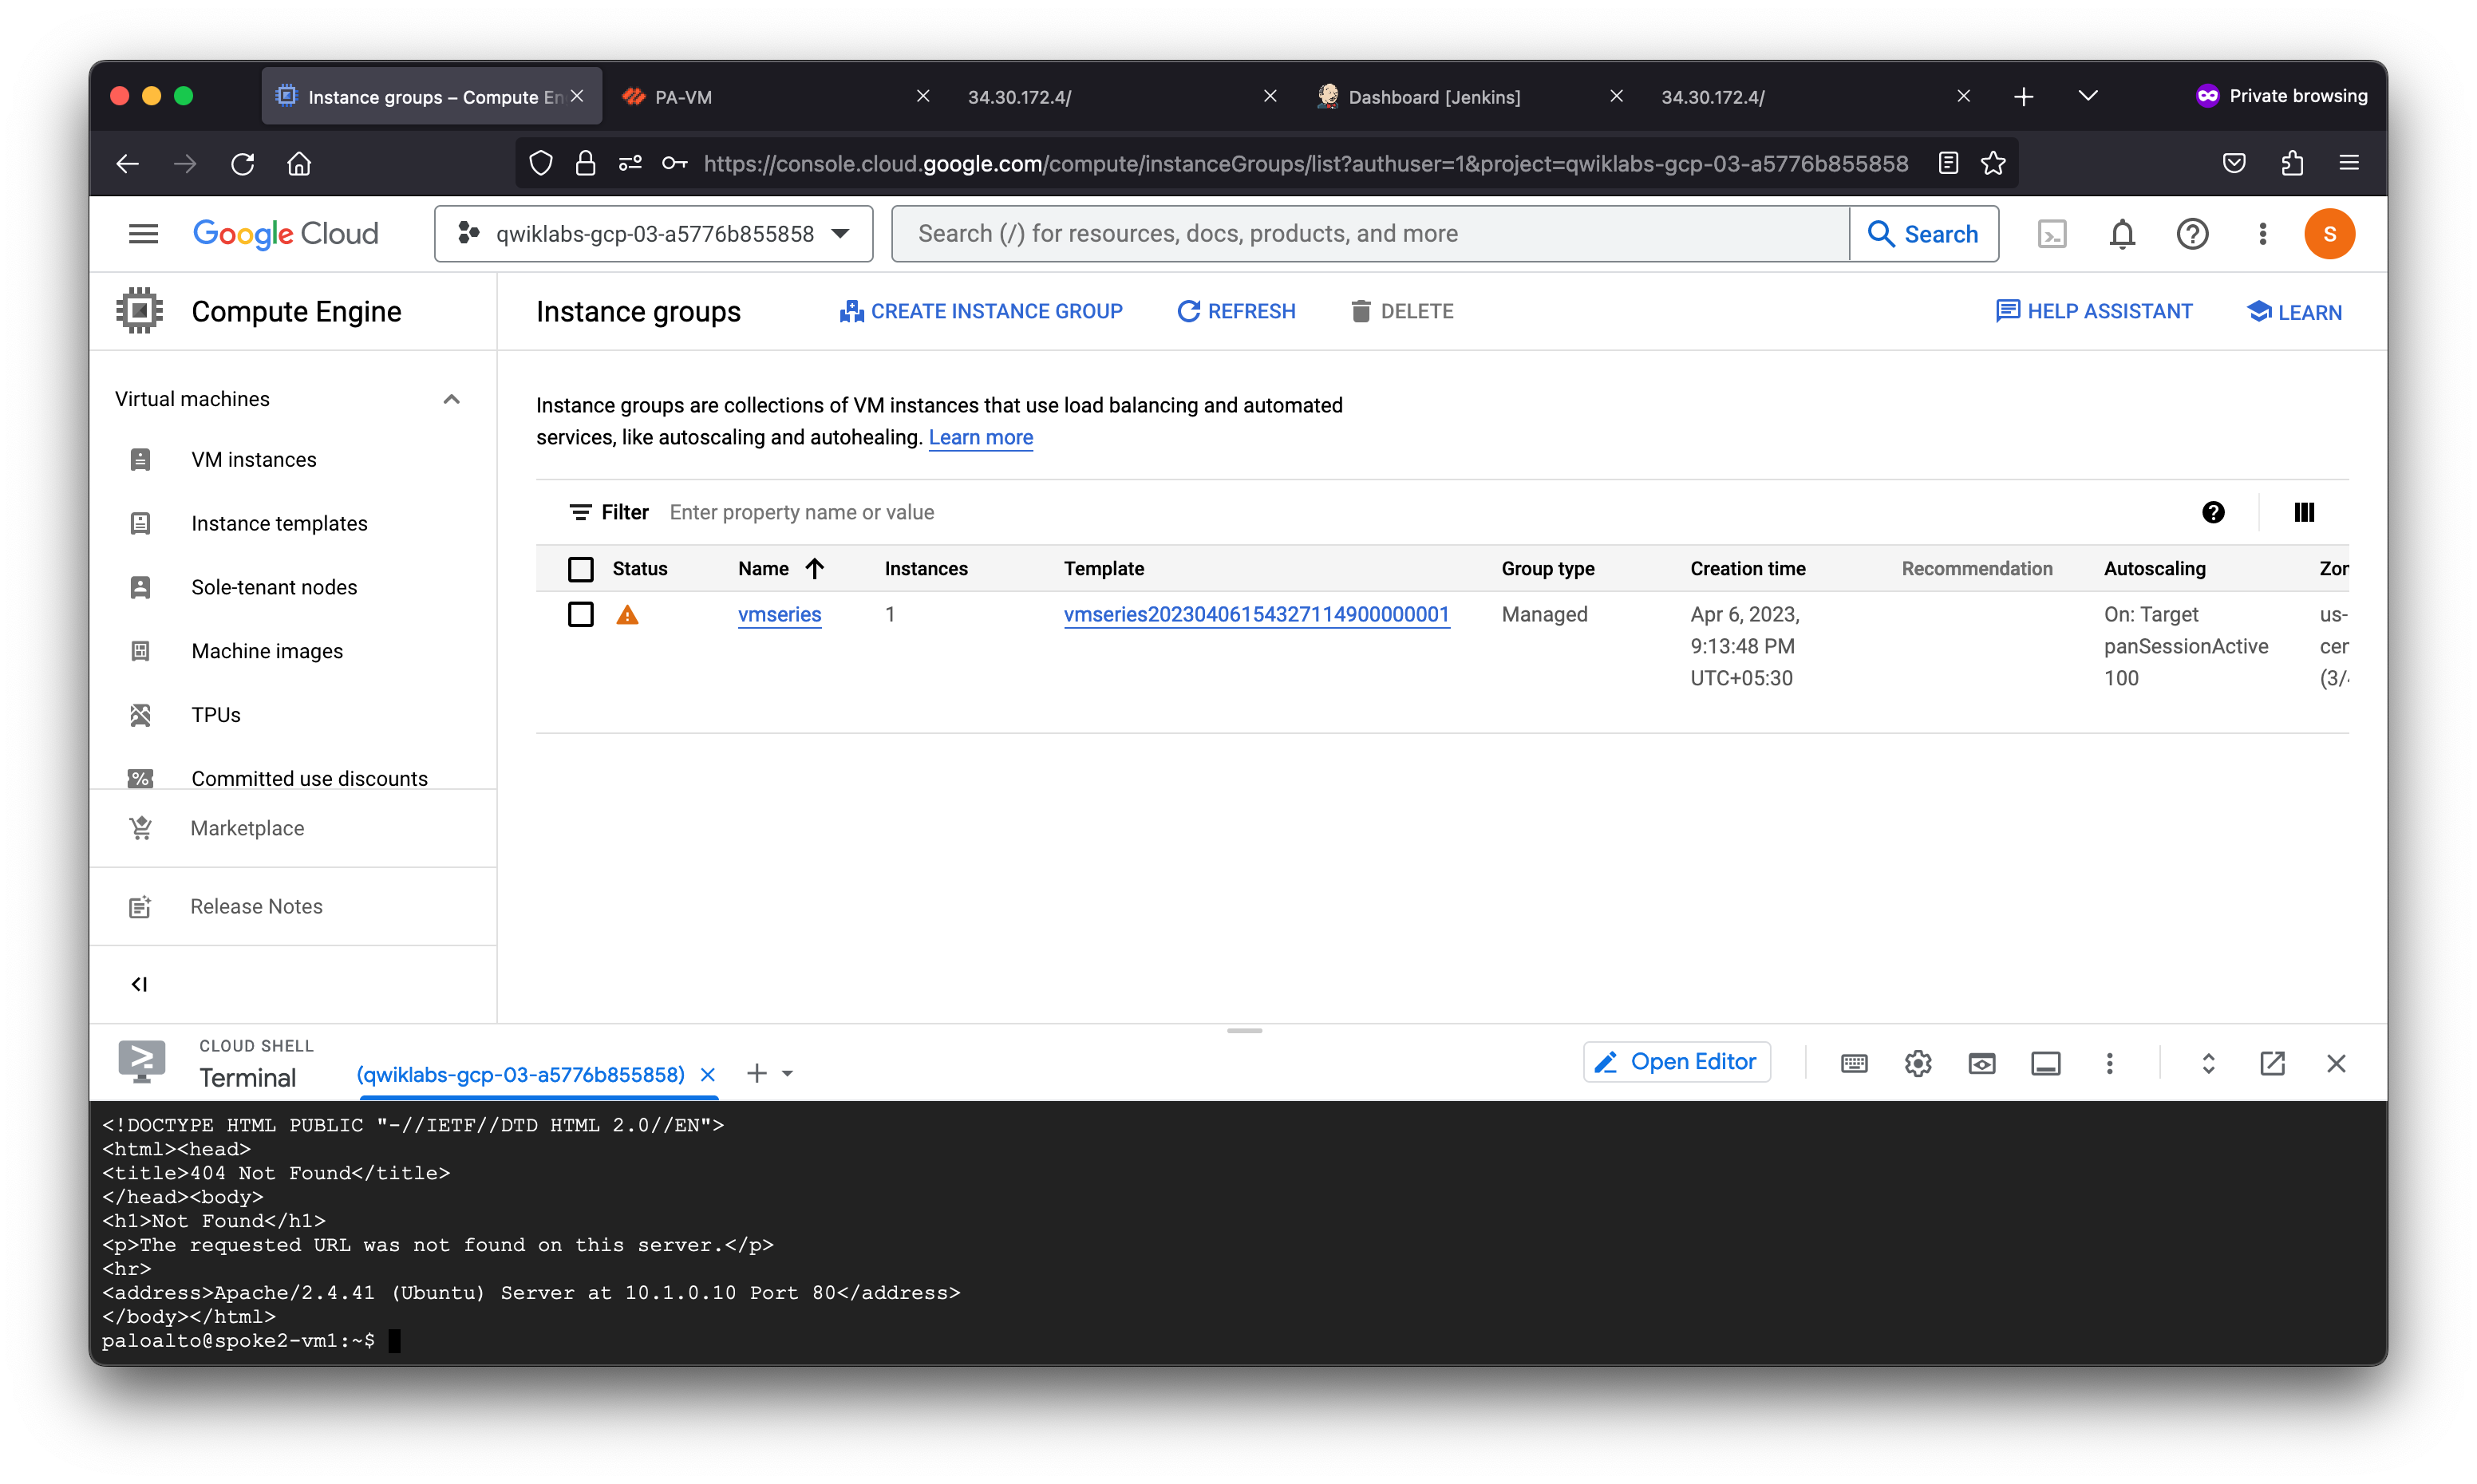 Instance groups – Compute En
PA-VM
34.30.172.4/
Dashboard [Jenkins]
34.30.172.4/
Private browsing
https://console.cloud.google.com/compute/instanceGroups/list?authuser=1&project=qwiklabs-gcp-03-a5776b855858
Google Cloud
qwiklabs-gcp-03-a5776b855858
Search (/) for resources, docs, products, and more
Search
S
Compute Engine
Instance groups
CREATE INSTANCE GROUP
REFRESH
DELETE
HELP ASSISTANT
LEARN
Virtual machines
VM instances
Instance templates
Sole-tenant nodes
Machine images
TPUs
Committed use discounts
Marketplace
Release Notes
Instance groups are collections of VM instances that use load balancing and automated
services, like autoscaling and autohealing. Learn more
Filter Enter property name or value
Status Name Instances Template Group type Creation time Recommendation Autoscaling Zor
vmseries 1 vmseries20230406154327114900000001 Managed Apr 6, 2023, On: Target us-
9:13:48 PM panSessionActive cer
UTC+05:30 100 (3/4
CLOUD SHELL
Terminal
(qwiklabs-gcp-03-a5776b855858)
Open Editor
<!DOCTYPE HTML PUBLIC "-//IETF//DTD HTML 2.0//EN">
<html><head>
<title>404 Not Found</title>
</head><body>
<h1>Not Found</h1>
<p>The requested URL was not found on this server.</p>
<hr>
<address>Apache/2.4.41 (Ubuntu) Server at 10.1.0.10 Port 80</address>
</body></html>
paloalto@spoke2-vm1:~$